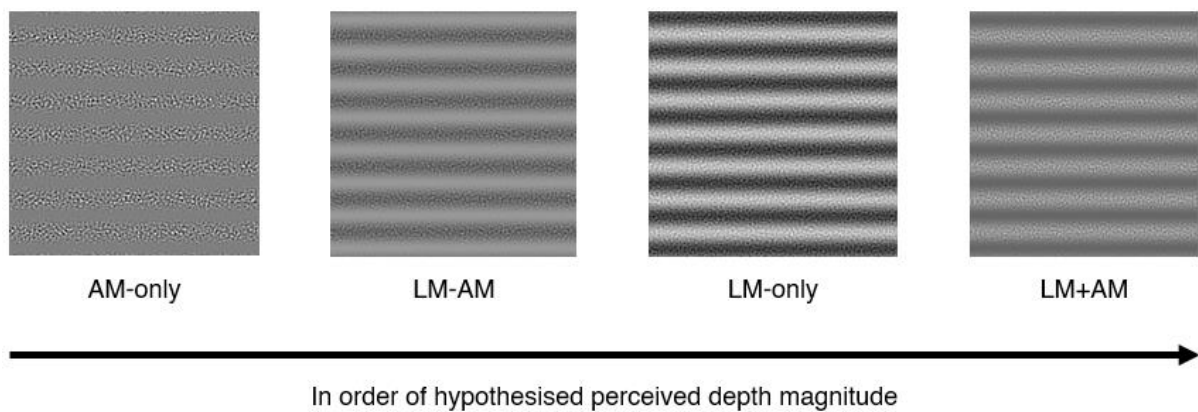 AM-only
LM-AM
LM-only
LM+AM
In order of hypothesised perceived depth magnitude